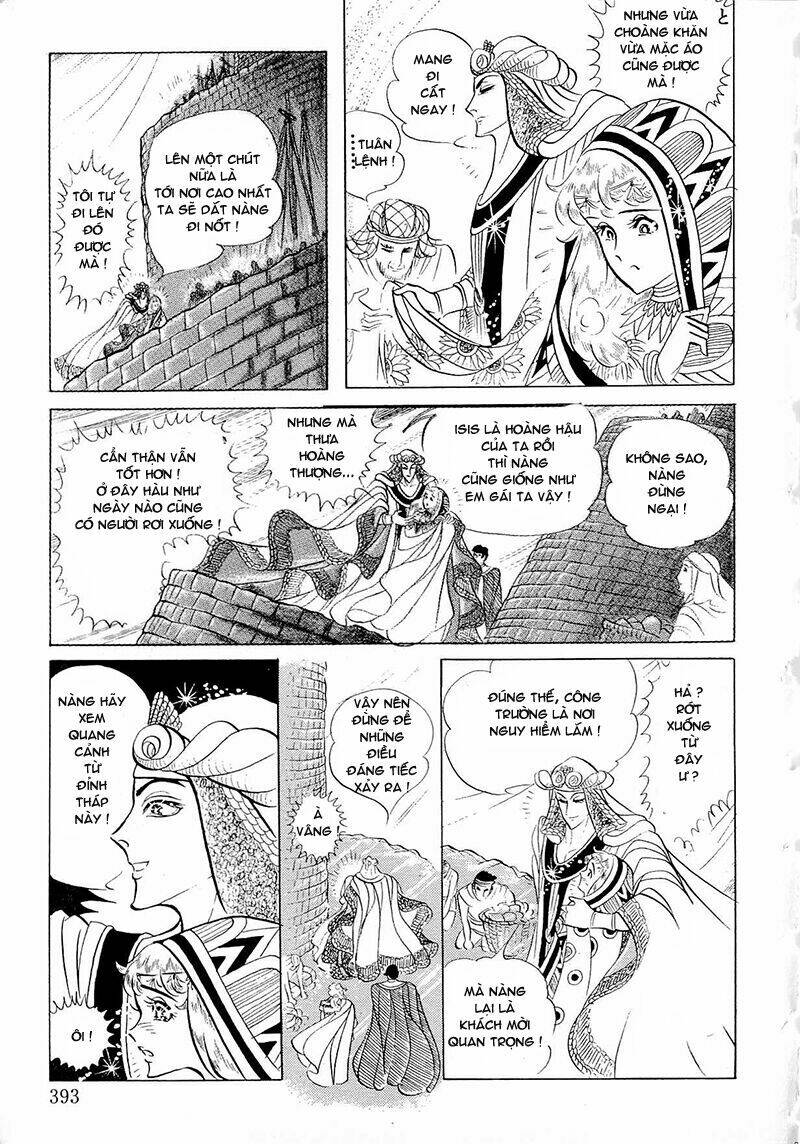 と
NHƯNG VỪA
CHOÀNG KHĂN
VỪA MẶC ÁO
CŨNG ĐƯỢC
MÀ !
MANG
ĐI
CẤT
NGAY !
TUÂN
LỆNH !
LÊN MỘT CHÚT
NỮA LÀ
TỚI NƠI CAO NHẤT
TA SẼ DẤT NÀNG
ĐI NỐT !
TÔI TỰ
ĐI LÊN
ĐÓ
ĐƯỢC
MÀ !
KHÔNG SAO,
NÀNG
ĐỪNG
NGẠI !
ISIS LÀ HOÀNG HẬU
CỦA TA RỒI
THÌ NÀNG
CŨNG GIỐNG NHƯ
EM GÁI TA VẬY !
NHƯNG MÀ
THƯA
HOÀNG
THƯỢNG...
CẨN THẬN VẪN
TỐT HƠN !
Ở ĐÂY HÀU NHƯ
NGÀY NÀO CŨNG
CÓ NGƯỜI RƠI XUỐNG !
HẢ ?
RỚT
XUỐNG
TỪ
ĐÂY
Ư ?
ĐÚNG THẾ, CÔNG
TRƯỜNG LÀ NƠI
NGUY HIỂM LẮM !
MÀ NÀNG
LẠI LÀ
KHÁCH MỜI
QUAN TRỌNG !
VẬY NÊN
ĐỪNG ĐỂ
NHỮNG
ĐIỀU
ĐÁNG TIẾC
XẢY RA !
À
VÂNG !
NÀNG HÃY
XEM
QUANG
CẢNH
TỪ
ĐỈNH
THÁP
NÀY !
ÔI !
393